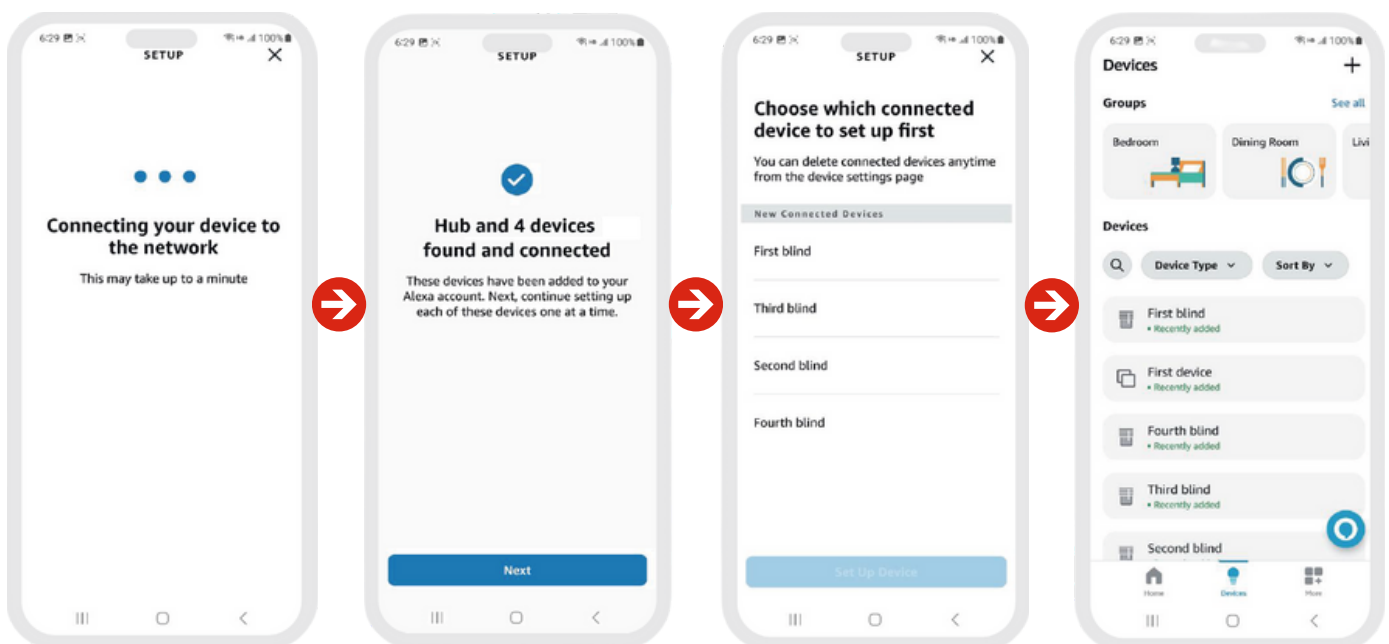 6:29
100%
SETUP
Connecting your device to
the network
This may take up to a minute
6:29
100%
SETUP
Hub and 4 devices
found and connected
These devices have been added to your
Alexa account. Next, continue setting up
each of these devices one at a time.
Next
6:29
100%
SETUP
Choose which connected
device to set up first
You can delete connected devices anytime
from the device settings page
New Connected Devices
First blind
Third blind
Second blind
Fourth blind
Set Up Device
6:29
100%
Devices
Groups See all
Bedroom Dining Room Livi
Devices
Device Type Sort By
First blind
• Recently added
First device
• Recently added
Fourth blind
• Recently added
Third blind
• Recently added
Second blind
Home Devices More